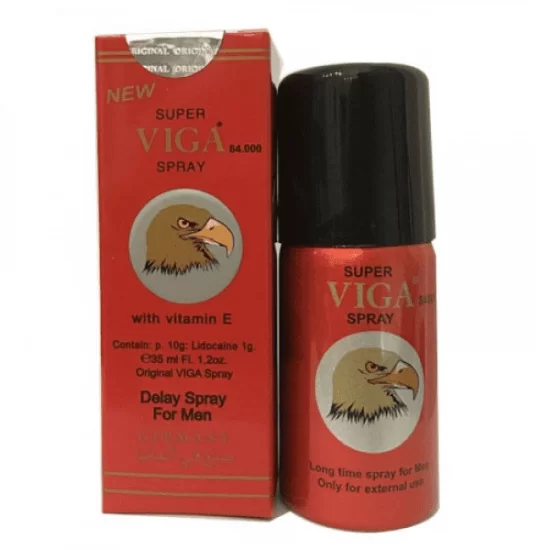 ORIGINAL ORIGINAL
NEW
SUPER
VIGA 84.000
SPRAY
with vitamin E
Contain: p. 10g: Lidocaine 1g.
℮35 ml Fl. 1,2oz.
Original VIGA Spray
Delay Spray
For Men
SUPER
VIGA
SPRAY
Long time spray for Men
Only for external use